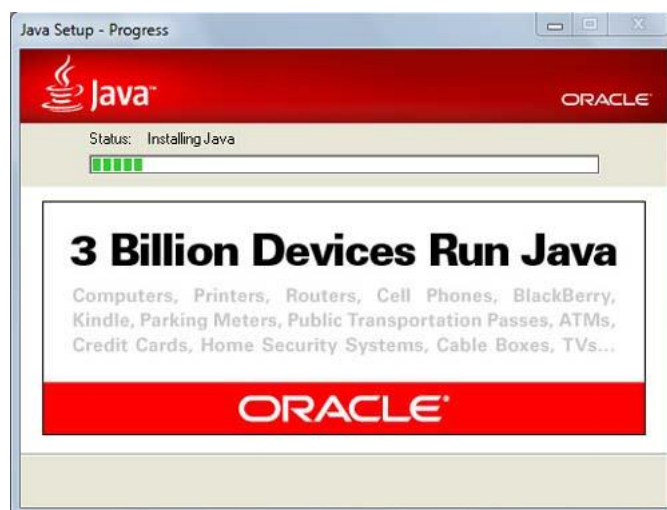 Java Setup - Progress
Java™
ORACLE®
Status: Installing Java
3 Billion Devices Run Java
Computers, Printers, Routers, Cell Phones, BlackBerry,
Kindle, Parking Meters, Public Transportation Passes, ATMs,
Credit Cards, Home Security Systems, Cable Boxes, TVs...
ORACLE®